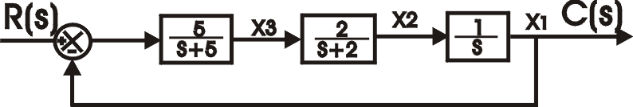 R(s) + - 5 X3 2 X2 1 X1 C(s)
s+5 s+2 s